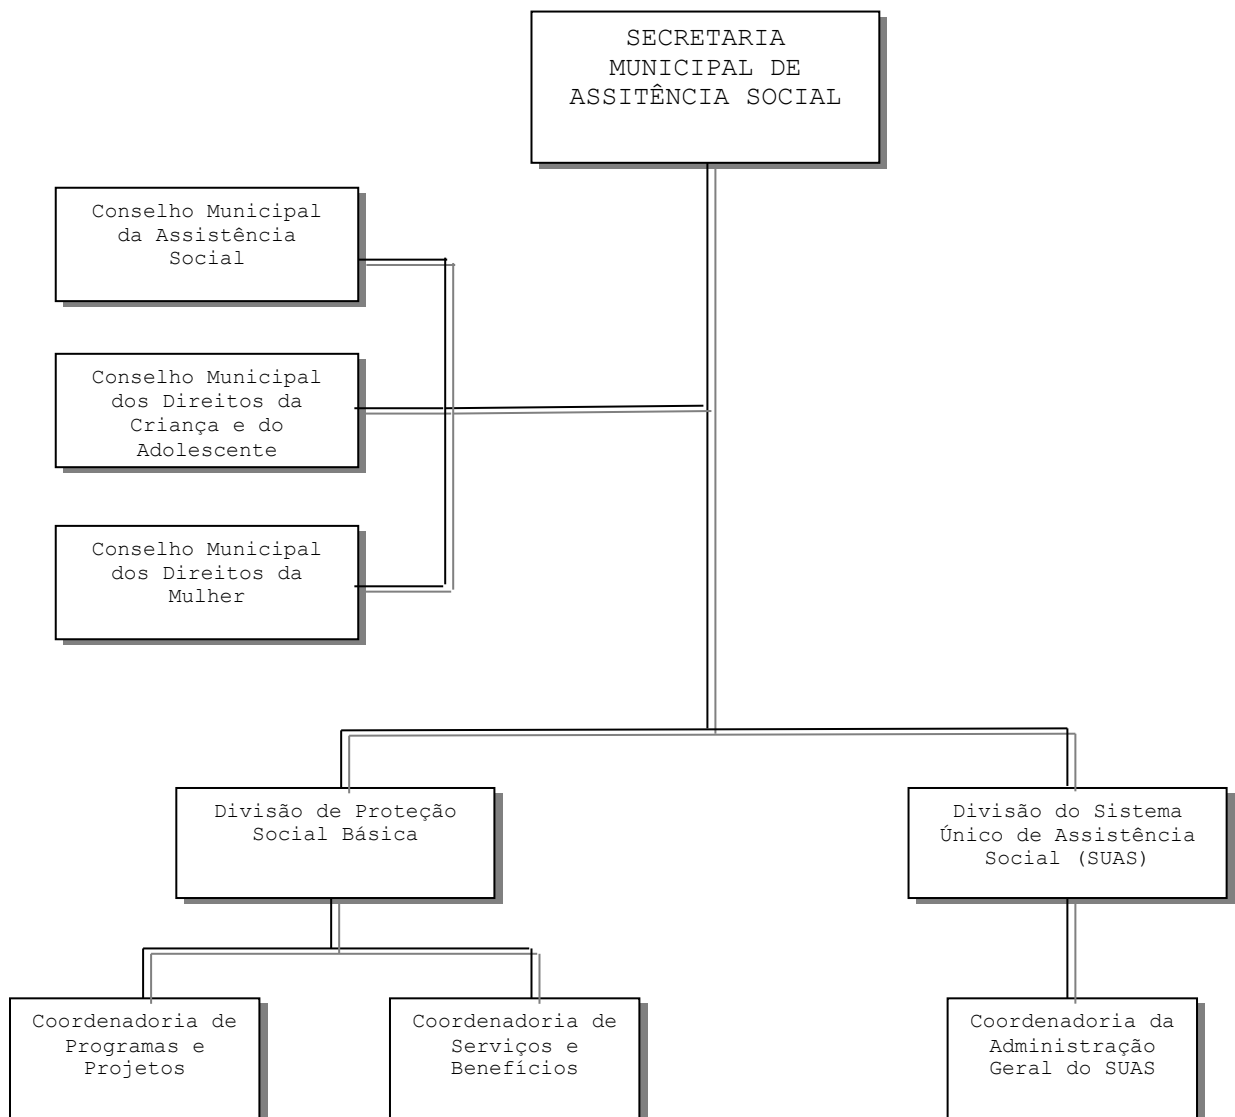 SECRETARIA
MUNICIPAL DE
ASSITÊNCIA SOCIAL
Conselho Municipal
da Assistência
Social
Conselho Municipal
dos Direitos da
Criança e do
Adolescente
Conselho Municipal
dos Direitos da
Mulher
Divisão de Proteção
Social Básica
Divisão do Sistema
Único de Assistência
Social (SUAS)
Coordenadoria de
Programas e
Projetos
Coordenadoria de
Serviços e
Benefícios
Coordenadoria da
Administração
Geral do SUAS